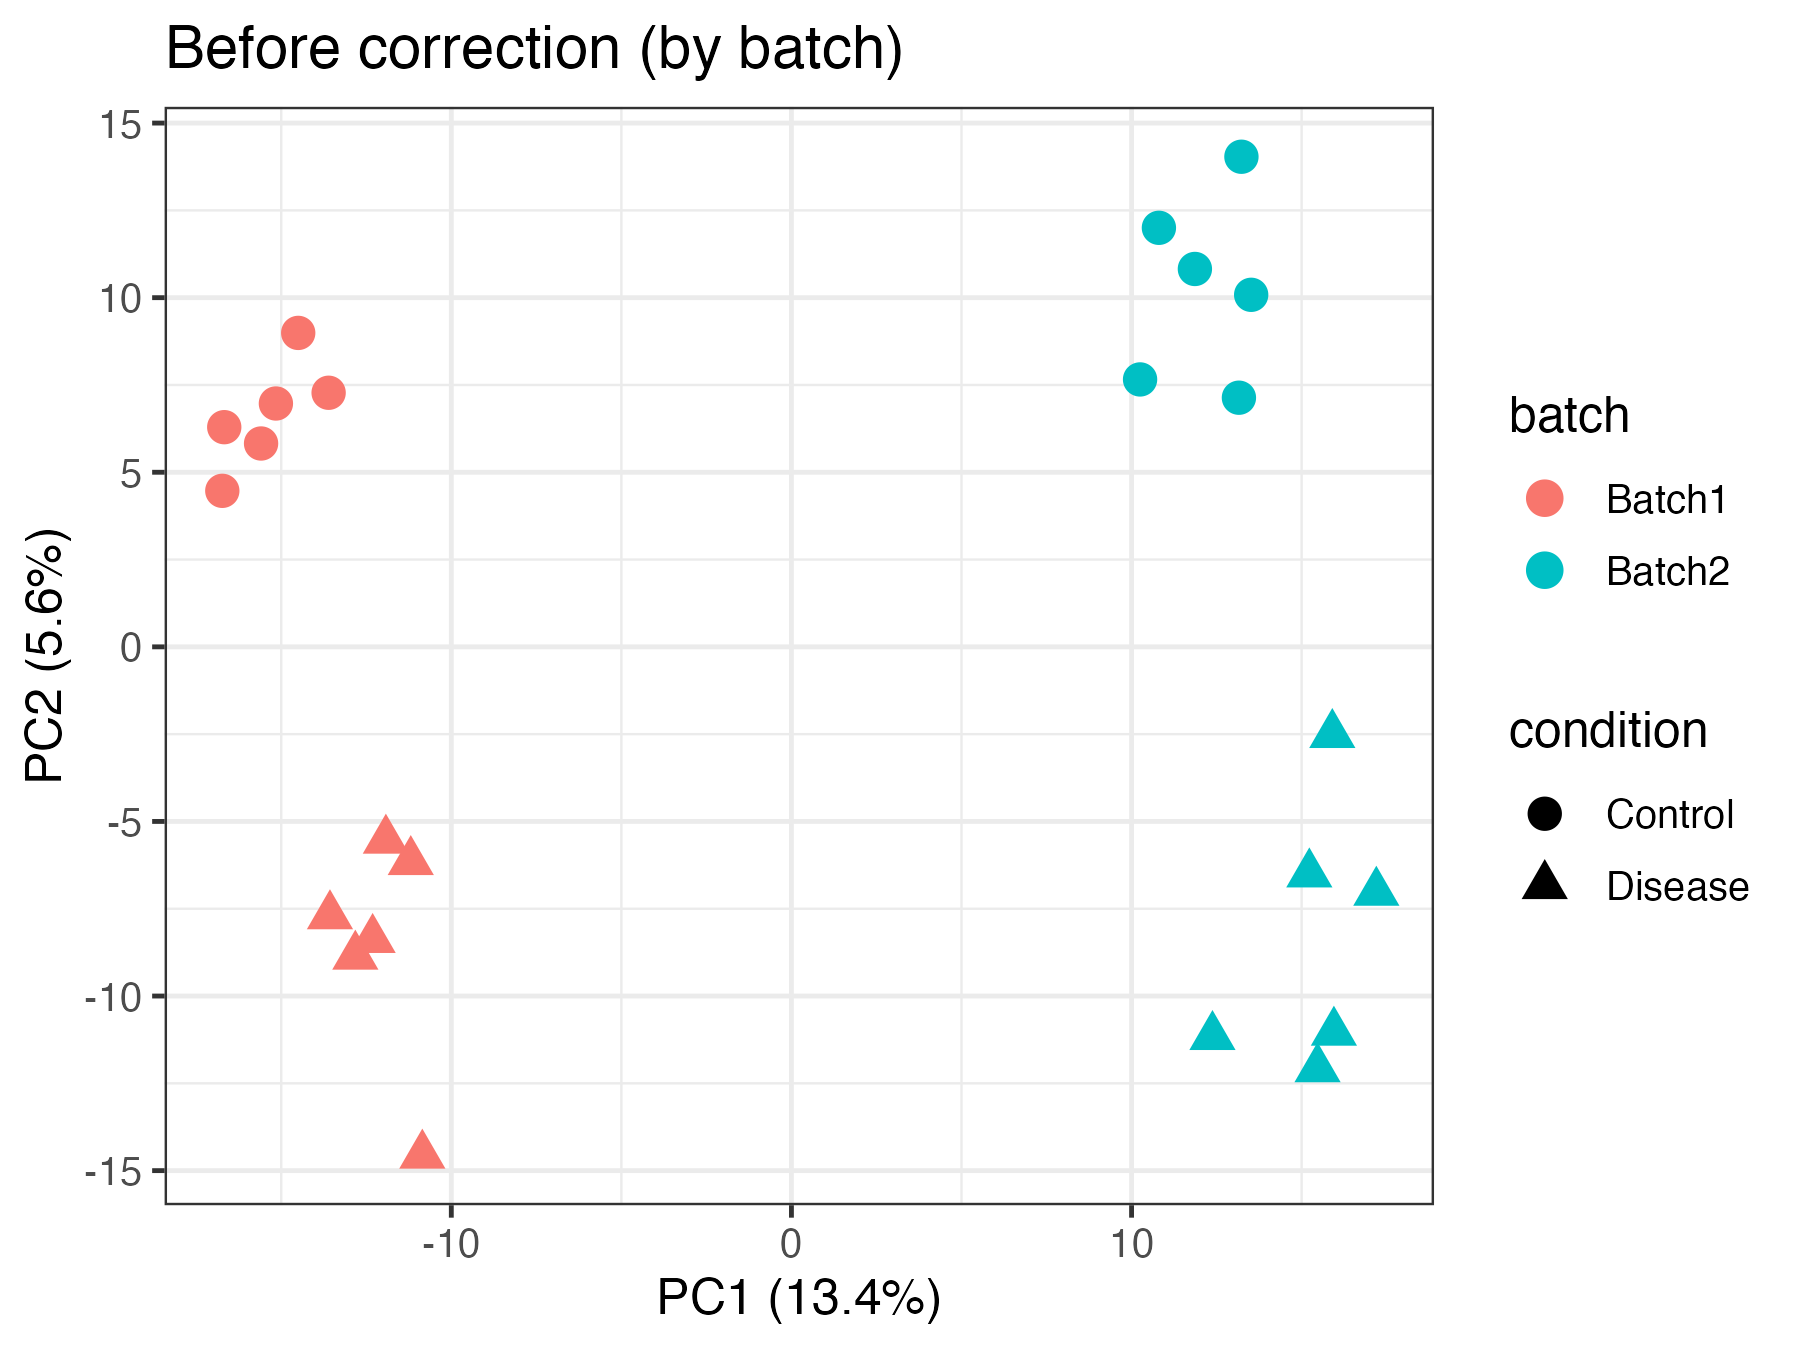 Before correction (by batch)
15
10
5
0
-5
-10
-15
PC2 (5.6%)
-10 0 10
PC1 (13.4%)
batch
Batch1
Batch2
condition
Control
Disease